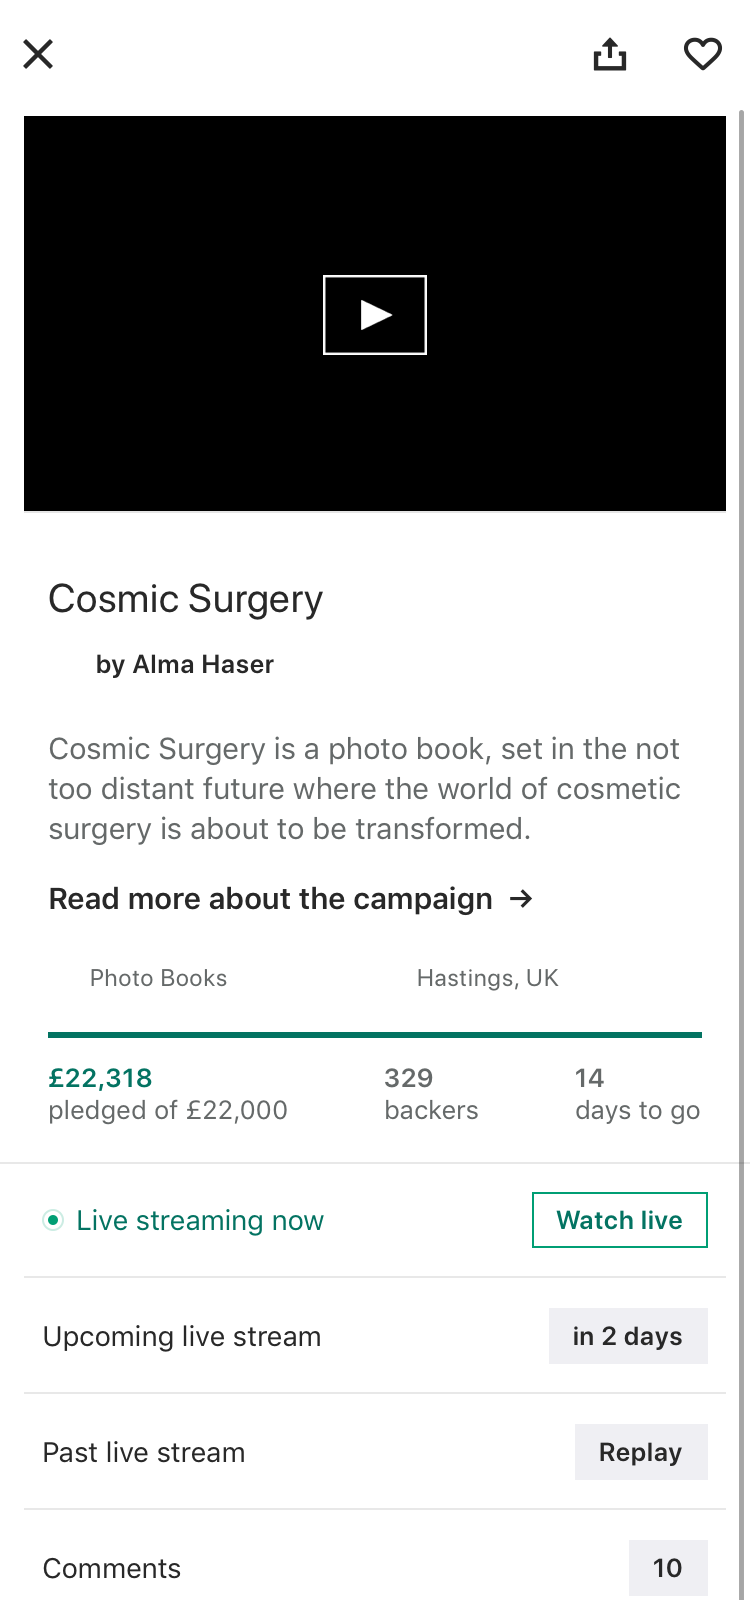 Cosmic Surgery
by Alma Haser
Cosmic Surgery is a photo book, set in the not
too distant future where the world of cosmetic
surgery is about to be transformed.
Read more about the campaign →
Photo Books
Hastings, UK
£22,318
pledged of £22,000
329
backers
14
days to go
Live streaming now
Watch live
Upcoming live stream
in 2 days
Past live stream
Replay
Comments
10